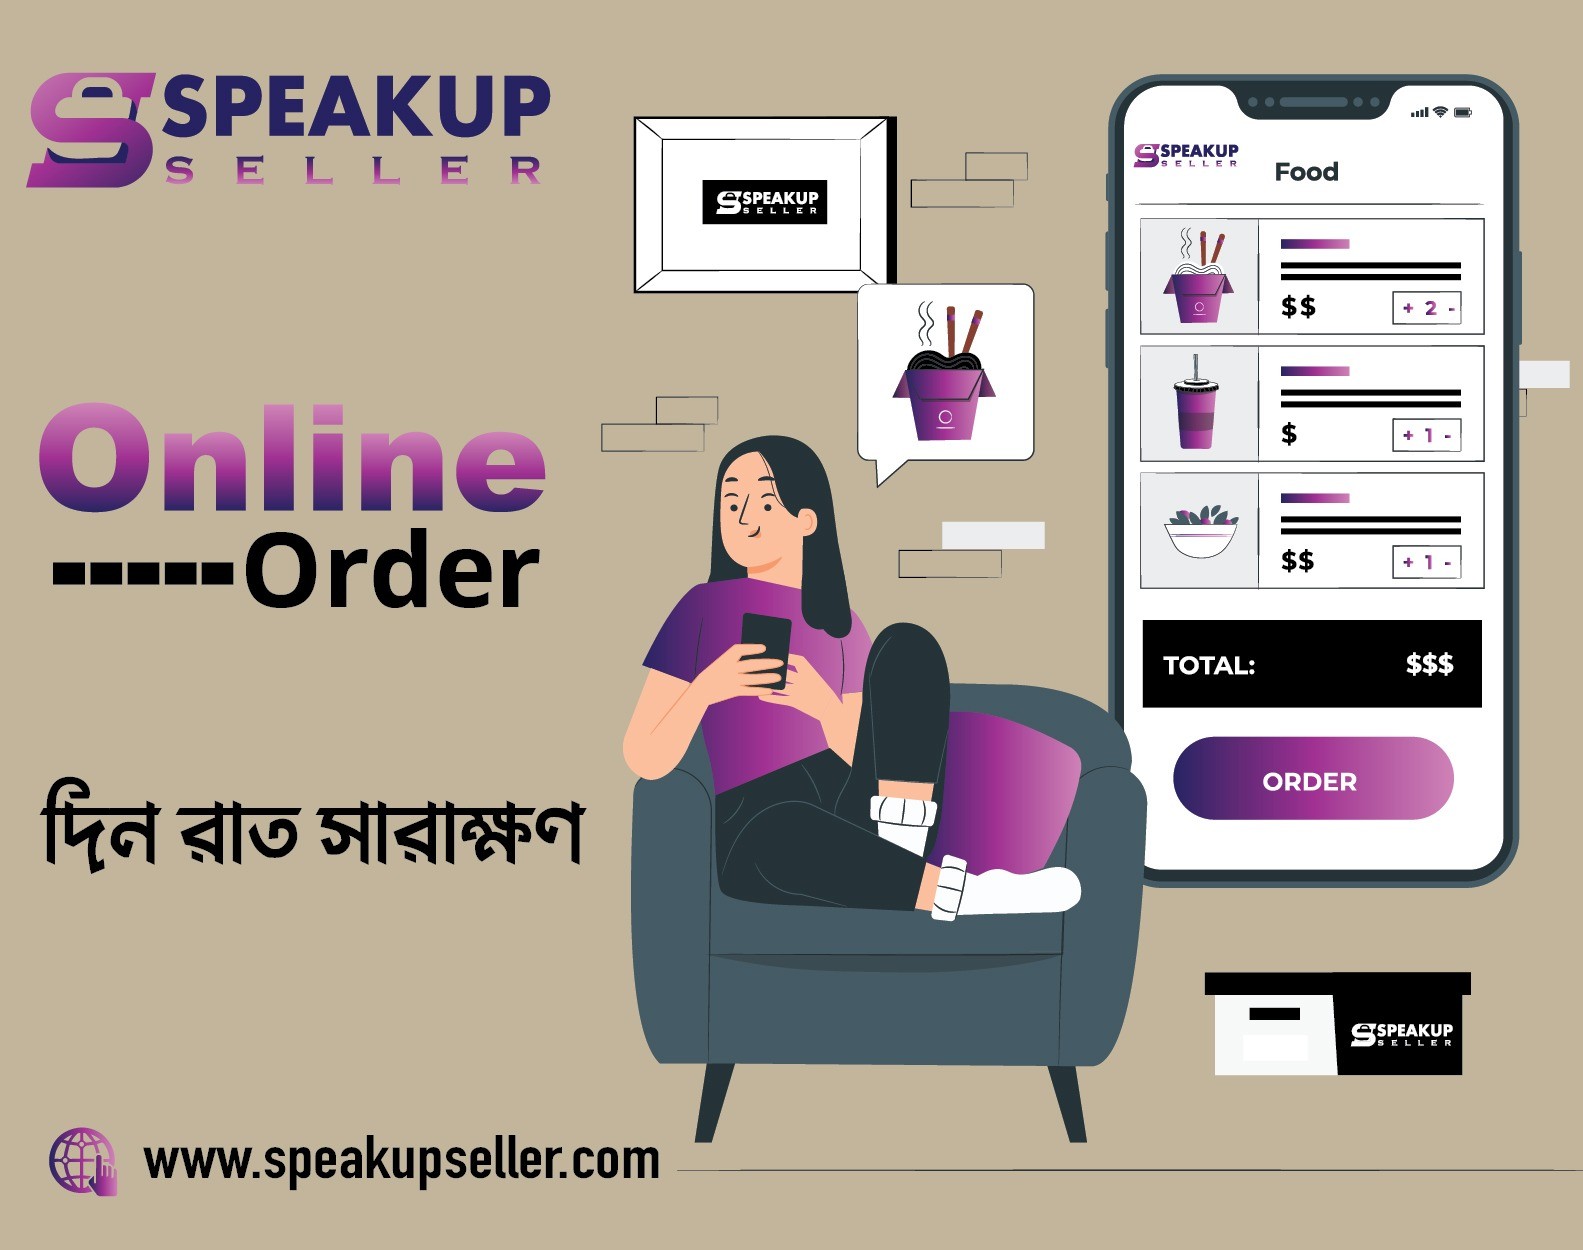 SPEAKUP
SELLER
Online
-----Order
দিন রাত সারাক্ষণ
www.speakupseller.com
SPEAKUP
SELLER
SPEAKUP
SELLER
Food
$$
+ 2 -
$
+ 1 -
$$
+ 1 -
TOTAL: $$$
ORDER
SPEAKUP
SELLER